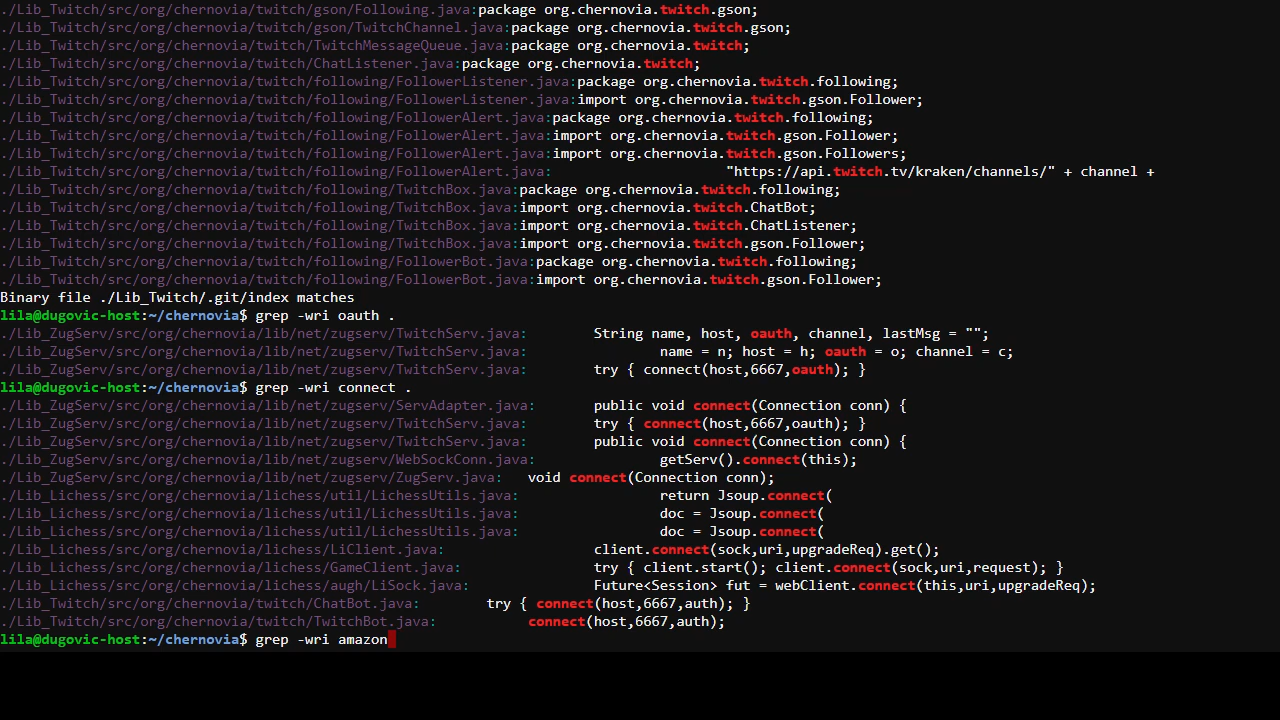 ./Lib_Twitch/src/org/chernovia/twitch/gson/Following.java:package org.chernovia.twitch.gson;
./Lib_Twitch/src/org/chernovia/twitch/gson/TwitchChannel.java:package org.chernovia.twitch.gson;
./Lib_Twitch/src/org/chernovia/twitch/TwitchMessageQueue.java:package org.chernovia.twitch;
./Lib_Twitch/src/org/chernovia/twitch/ChatListener.java:package org.chernovia.twitch;
./Lib_Twitch/src/org/chernovia/twitch/following/FollowerListener.java:package org.chernovia.twitch.following;
./Lib_Twitch/src/org/chernovia/twitch/following/FollowerListener.java:import org.chernovia.twitch.gson.Follower;
./Lib_Twitch/src/org/chernovia/twitch/following/FollowerAlert.java:package org.chernovia.twitch.following;
./Lib_Twitch/src/org/chernovia/twitch/following/FollowerAlert.java:import org.chernovia.twitch.gson.Follower;
./Lib_Twitch/src/org/chernovia/twitch/following/FollowerAlert.java:import org.chernovia.twitch.gson.Followers;
./Lib_Twitch/src/org/chernovia/twitch/following/FollowerAlert.java: "https://api.twitch.tv/kraken/channels/" + channel +
./Lib_Twitch/src/org/chernovia/twitch/following/TwitchBox.java:package org.chernovia.twitch.following;
./Lib_Twitch/src/org/chernovia/twitch/following/TwitchBox.java:import org.chernovia.twitch.ChatBot;
./Lib_Twitch/src/org/chernovia/twitch/following/TwitchBox.java:import org.chernovia.twitch.ChatListener;
./Lib_Twitch/src/org/chernovia/twitch/following/TwitchBox.java:import org.chernovia.twitch.gson.Follower;
./Lib_Twitch/src/org/chernovia/twitch/following/FollowerBot.java:package org.chernovia.twitch.following;
./Lib_Twitch/src/org/chernovia/twitch/following/FollowerBot.java:import org.chernovia.twitch.gson.Follower;
Binary file ./Lib_Twitch/.git/index matches
lila@dugovic-host:~/chernovia$ grep -wri oauth .
./Lib_ZugServ/src/org/chernovia/lib/net/zugserv/TwitchServ.java: String name, host, oauth, channel, lastMsg = "";
./Lib_ZugServ/src/org/chernovia/lib/net/zugserv/TwitchServ.java: name = n; host = h; oauth = o; channel = c;
./Lib_ZugServ/src/org/chernovia/lib/net/zugserv/TwitchServ.java: try { connect(host,6667,oauth); }
lila@dugovic-host:~/chernovia$ grep -wri connect .
./Lib_ZugServ/src/org/chernovia/lib/net/zugserv/ServAdapter.java: public void connect(Connection conn) {
./Lib_ZugServ/src/org/chernovia/lib/net/zugserv/TwitchServ.java: try { connect(host,6667,oauth); }
./Lib_ZugServ/src/org/chernovia/lib/net/zugserv/TwitchServ.java: public void connect(Connection conn) {
./Lib_ZugServ/src/org/chernovia/lib/net/zugserv/WebSockConn.java: getServ().connect(this);
./Lib_ZugServ/src/org/chernovia/lib/net/zugserv/ZugServ.java: void connect(Connection conn);
./Lib_Lichess/src/org/chernovia/lichess/util/LichessUtils.java: return Jsoup.connect(
./Lib_Lichess/src/org/chernovia/lichess/util/LichessUtils.java: doc = Jsoup.connect(
./Lib_Lichess/src/org/chernovia/lichess/util/LichessUtils.java: doc = Jsoup.connect(
./Lib_Lichess/src/org/chernovia/lichess/LiClient.java: client.connect(sock,uri,upgradeReq).get();
./Lib_Lichess/src/org/chernovia/lichess/GameClient.java: try { client.start(); client.connect(sock,uri,request); }
./Lib_Lichess/src/org/chernovia/lichess/augh/LiSock.java: Future<Session> fut = webClient.connect(this,uri,upgradeReq);
./Lib_Twitch/src/org/chernovia/twitch/ChatBot.java: try { connect(host,6667,auth); }
./Lib_Twitch/src/org/chernovia/twitch/TwitchBot.java: connect(host,6667,auth);
lila@dugovic-host:~/chernovia$ grep -wri amazon